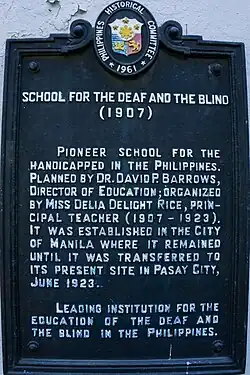 PHILIPPINES HISTORICAL COMMITTEE
1961
SCHOOL FOR THE DEAF AND THE BLIND
(1907)
PIONEER SCHOOL FOR THE
HANDICAPPED IN THE PHILIPPINES.
PLANNED BY DR. DAVID P. BARROWS,
DIRECTOR OF EDUCATION; ORGANIZED
BY MISS DELIA DELIGHT RICE, PRIN-
CIPAL TEACHER (1907 - 1923).
IT WAS ESTABLISHED IN THE CITY
OF MANILA WHERE IT REMAINED
UNTIL IT WAS TRANSFERRED TO
ITS PRESENT SITE IN PASAY CITY,
JUNE 1923.
LEADING INSTITUTION FOR THE
EDUCATION OF THE DEAF AND
THE BLIND IN THE PHILIPPINES.